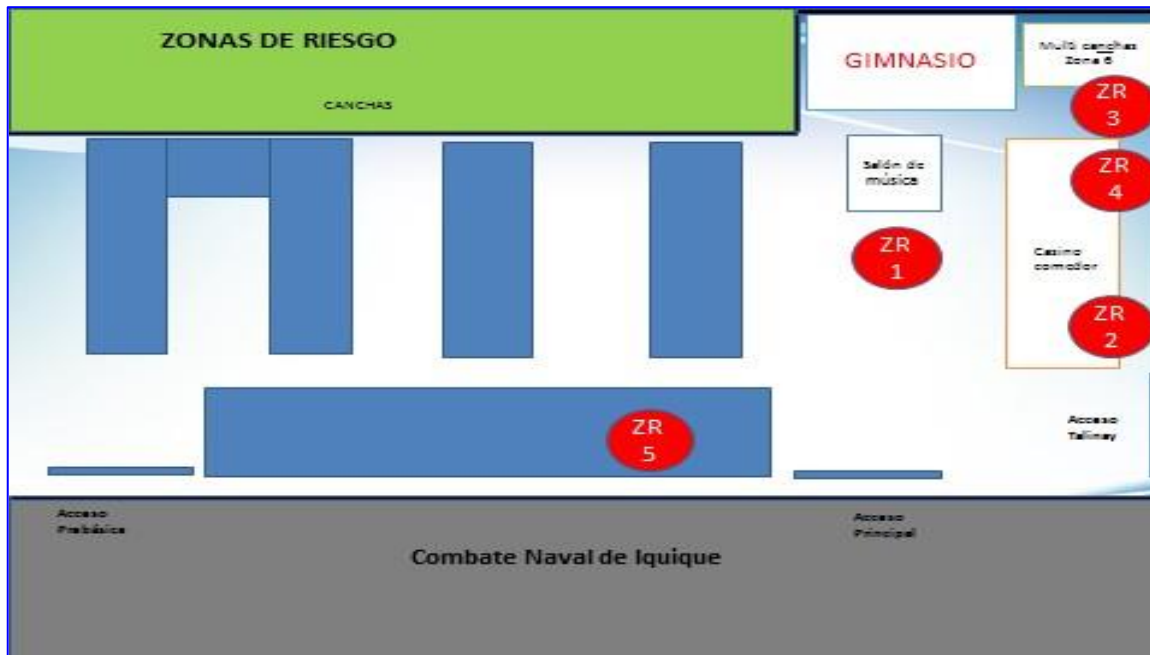 ZONAS DE RIESGO
CANCHAS
GIMNASIO
Multi canchas
Zona 6
ZR
3
Salón de
música
ZR
4
ZR
1
Casino
comedor
ZR
2
ZR
5
Acceso
Talinay
Acceso
Prebásica
Acceso
Principal
Combate Naval de Iquique